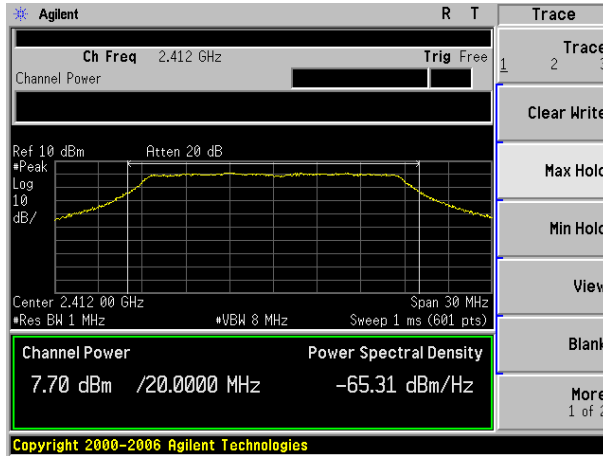 Agilent R T Trace
Ch Freq 2.412 GHz Trig Free
Channel Power
Trace
1 2 3
Clear Write
Max Hold
Min Hold
View
Blank
More
1 of 2
Ref 10 dBm Atten 20 dB
#Peak
Log
10
dB/
Center 2.412 00 GHz Span 30 MHz
#Res BW 1 MHz #VBW 8 MHz Sweep 1 ms (601 pts)
Channel Power Power Spectral Density
7.70 dBm /20.0000 MHz -65.31 dBm/Hz
Copyright 2000-2006 Agilent Technologies